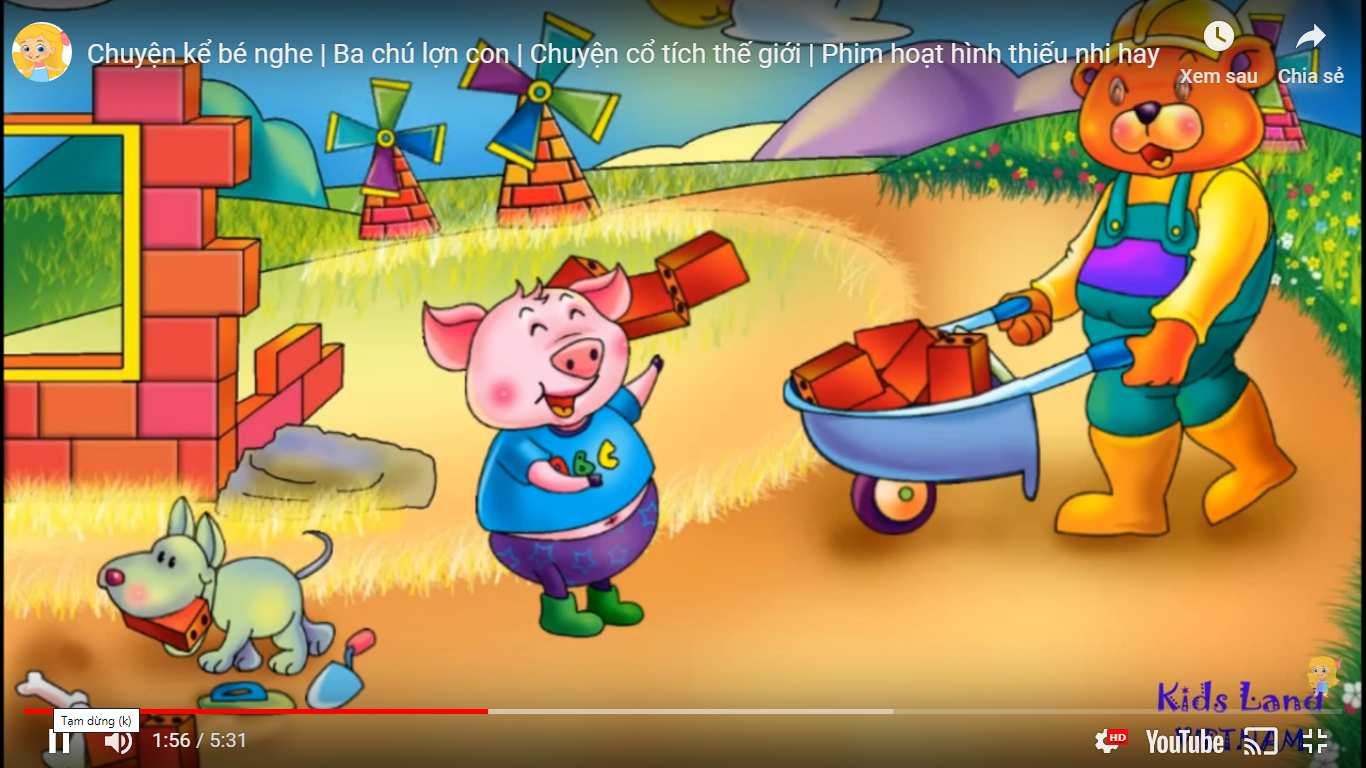 Chuyện kể bé nghe | Ba chú lợn con | Chuyện cổ tích thế giới | Phim hoạt hình thiếu nhi hay
Xem sau
Chia sẻ
ABC
Kids Land
Tạm dừng (k)
1:56 / 5:31
HD
YouTube